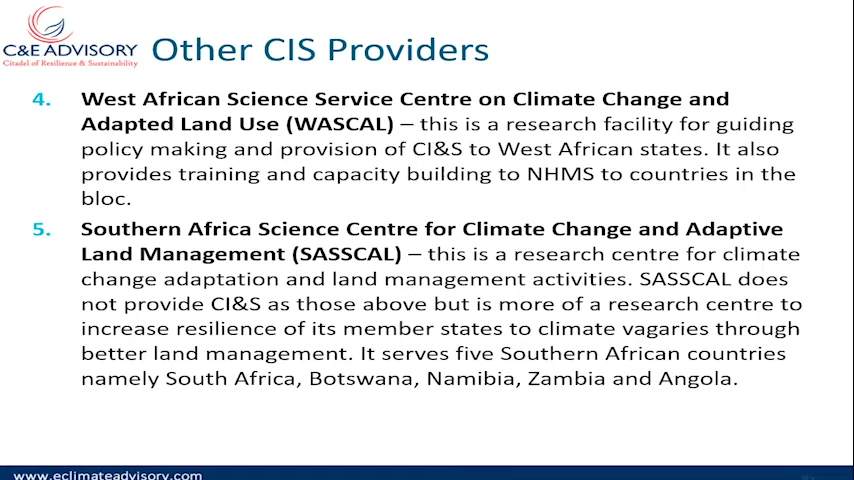 C&E ADVISORY
Citadel of Resilience & Sustainability
Other CIS Providers
4. West African Science Service Centre on Climate Change and
Adapted Land Use (WASCAL) – this is a research facility for guiding
policy making and provision of CI&S to West African states. It also
provides training and capacity building to NHMS to countries in the
bloc.
5. Southern Africa Science Centre for Climate Change and Adaptive
Land Management (SASSCAL) – this is a research centre for climate
change adaptation and land management activities. SASSCAL does
not provide CI&S as those above but is more of a research centre to
increase resilience of its member states to climate vagaries through
better land management. It serves five Southern African countries
namely South Africa, Botswana, Namibia, Zambia and Angola.
www.eclimateadvisory.com